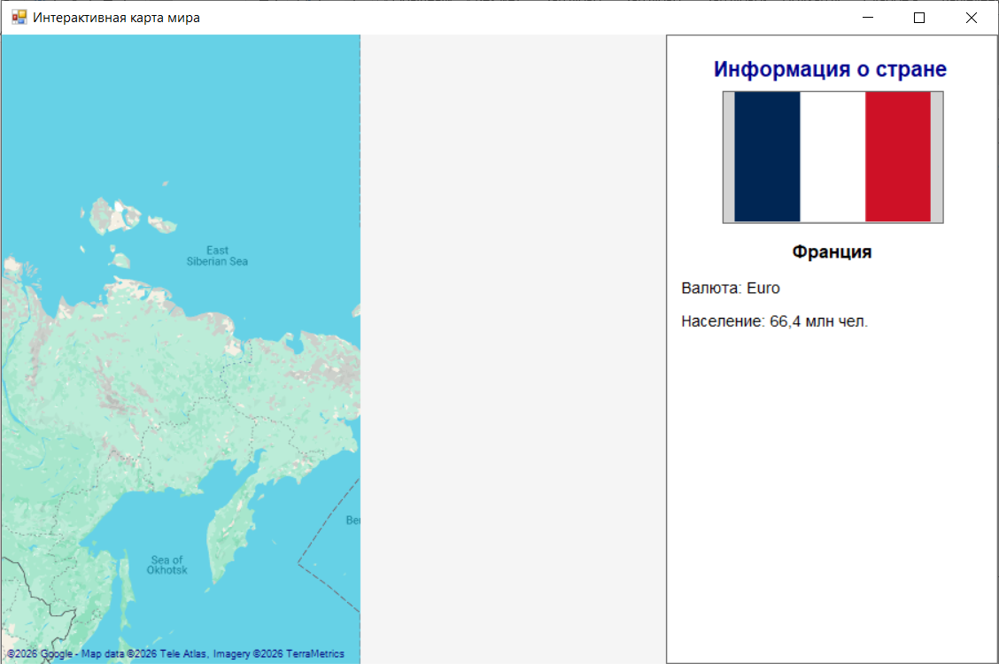 Интерактивная карта мира
Информация о стране
Франция
Валюта: Euro
Население: 66,4 млн чел.
East
Siberian Sea
Sea of
Okhotsk
©2026 Google - Map data ©2026 Tele Atlas, Imagery ©2026 TerraMetrics